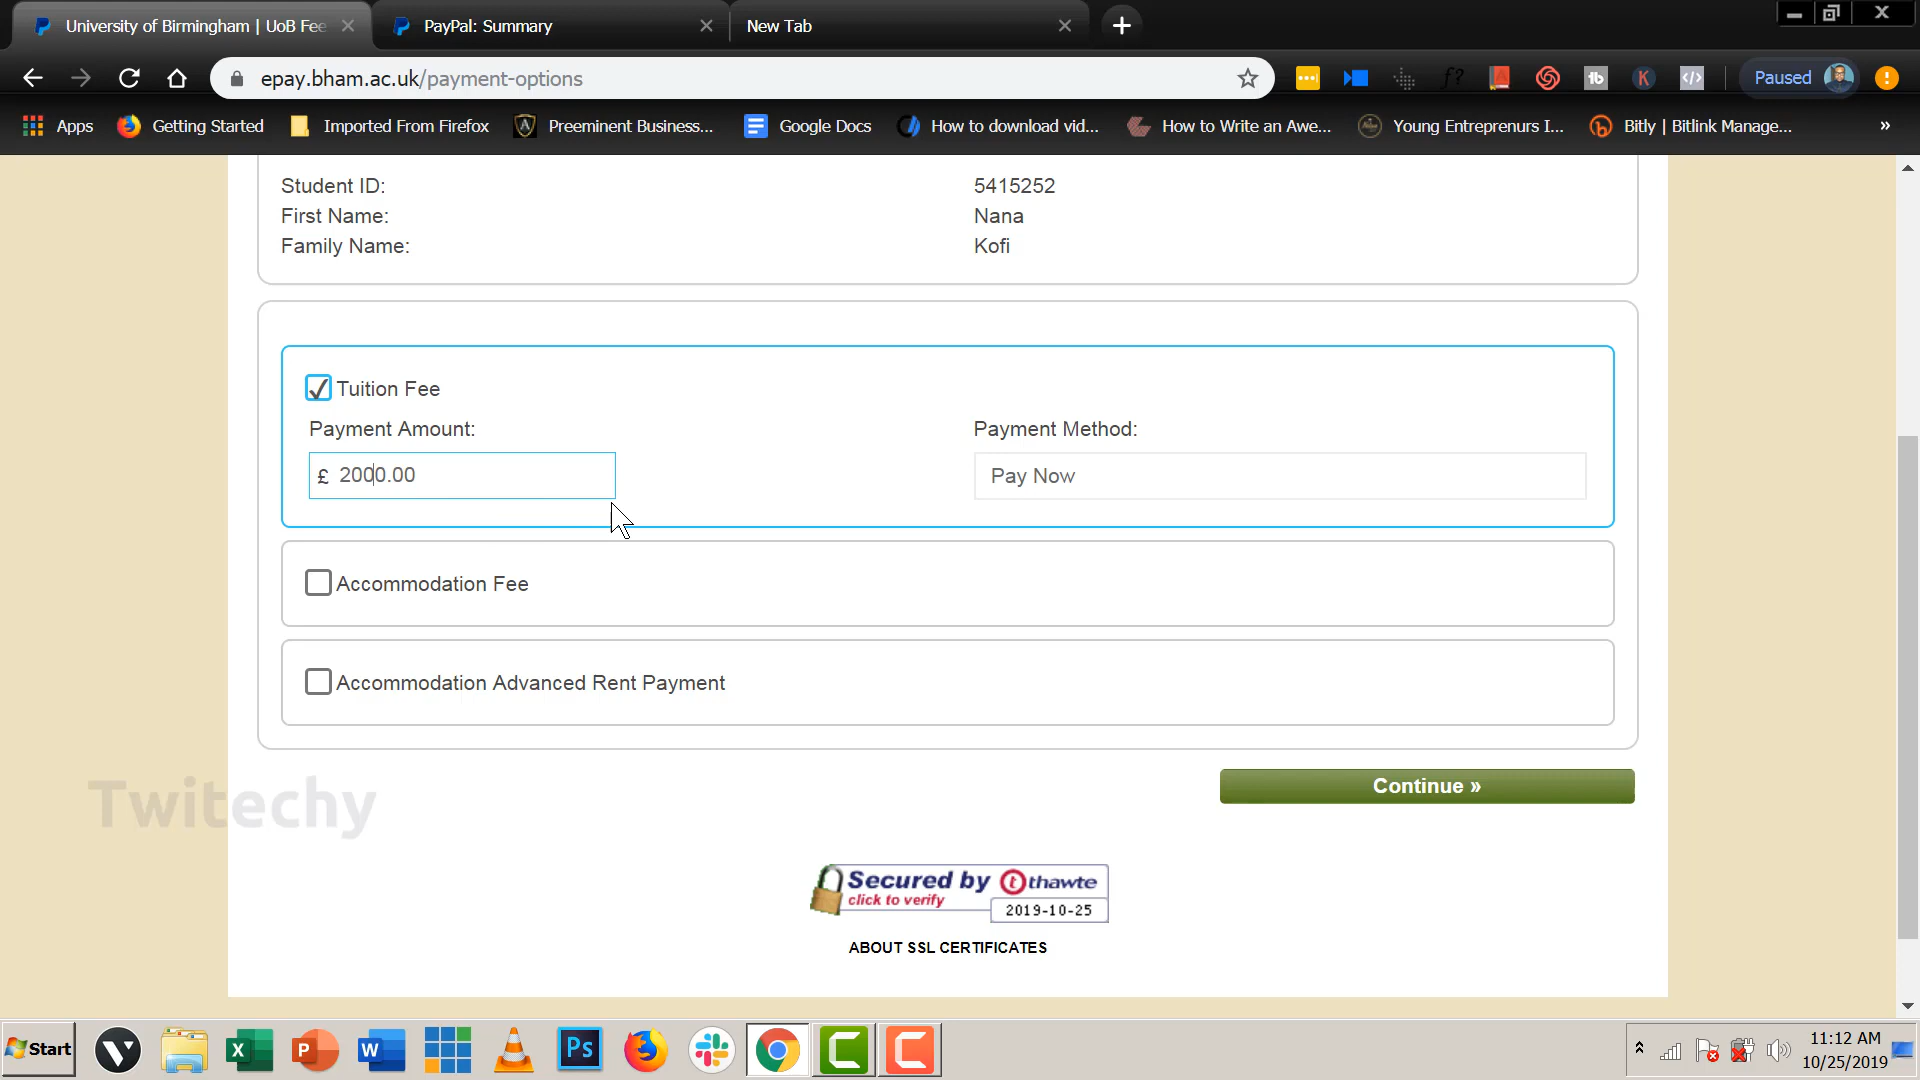 University of Birmingham | UoB Fee
PayPal: Summary
New Tab
epay.bham.ac.uk/payment-options
f?
K
</>
Paused
Apps
Getting Started
Imported From Firefox
Preeminent Business...
Google Docs
How to download vid...
How to Write an Awe...
Young Entreprenurs I...
Bitly | Bitlink Manage...
»
Student ID: 5415252
First Name: Nana
Family Name: Kofi
Tuition Fee
Payment Amount:
Payment Method:
£ 2000.00
Pay Now
Accommodation Fee
Accommodation Advanced Rent Payment
Continue »
Twitechy
Secured by thawte
click to verify
2019-10-25
ABOUT SSL CERTIFICATES
Start
Ps
11:12 AM
10/25/2019